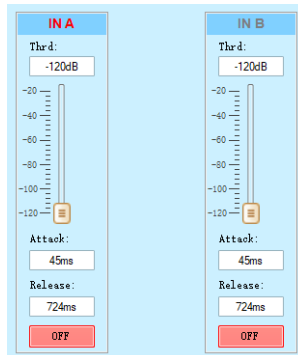 IN A
Thrd:
-120dB
-20
-40
-60
-80
-100
-120
Attack:
45ms
Release:
724ms
OFF
IN B
Thrd:
-120dB
-20
-40
-60
-80
-100
-120
Attack:
45ms
Release:
724ms
OFF